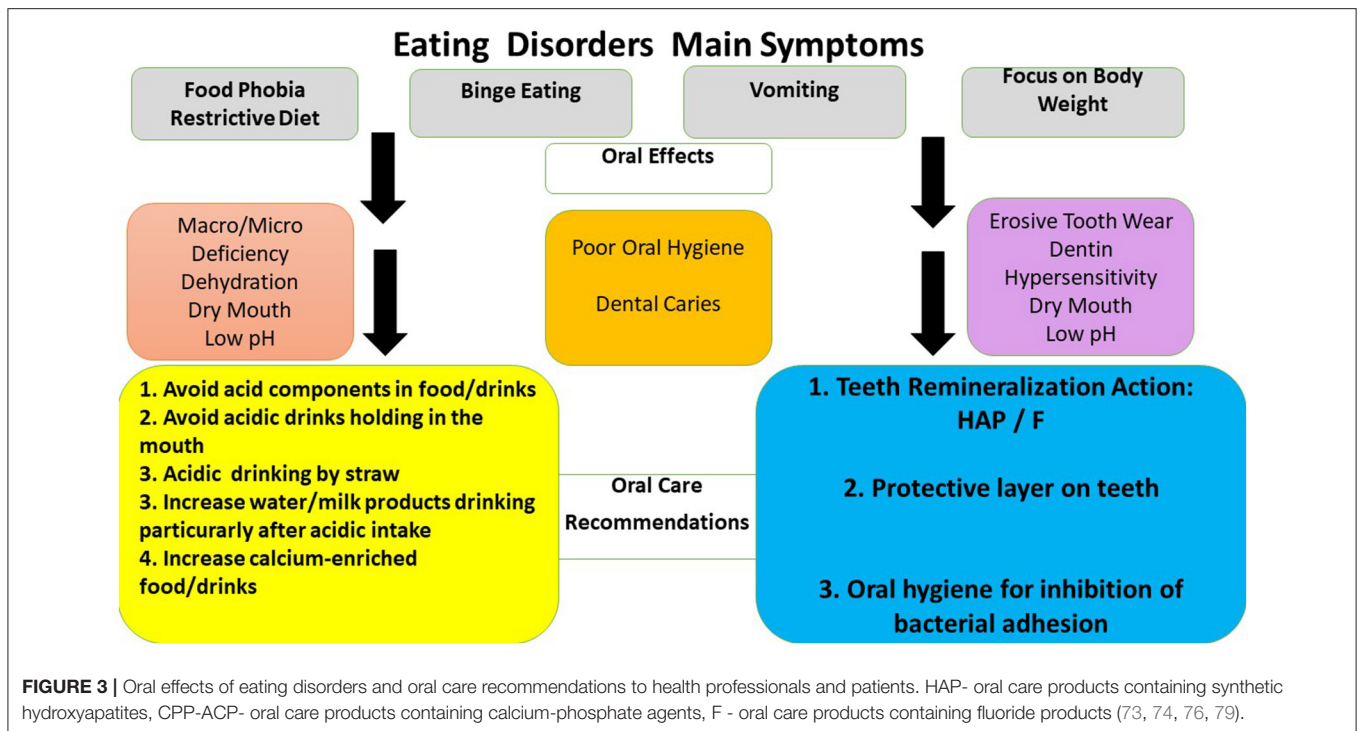 Eating Disorders Main Symptoms
Food Phobia
Restrictive Diet
Binge Eating
Vomiting
Focus on Body
Weight
Oral Effects
Macro/Micro
Deficiency
Dehydration
Dry Mouth
Low pH
Poor Oral Hygiene
Dental Caries
Erosive Tooth Wear
Dentin
Hypersensitivity
Dry Mouth
Low pH
1. Avoid acid components in food/drinks
2. Avoid acidic drinks holding in the
mouth
3. Acidic drinking by straw
3. Increase water/milk products drinking
particurarly after acidic intake
4. Increase calcium-enriched
food/drinks
Oral Care
Recommendations
1. Teeth Remineralization Action:
HAP / F
2. Protective layer on teeth
3. Oral hygiene for inhibition of
bacterial adhesion
FIGURE 3 | Oral effects of eating disorders and oral care recommendations to health professionals and patients. HAP- oral care products containing synthetic
hydroxyapatites, CPP-ACP- oral care products containing calcium-phosphate agents, F - oral care products containing fluoride products (73, 74, 76, 79).